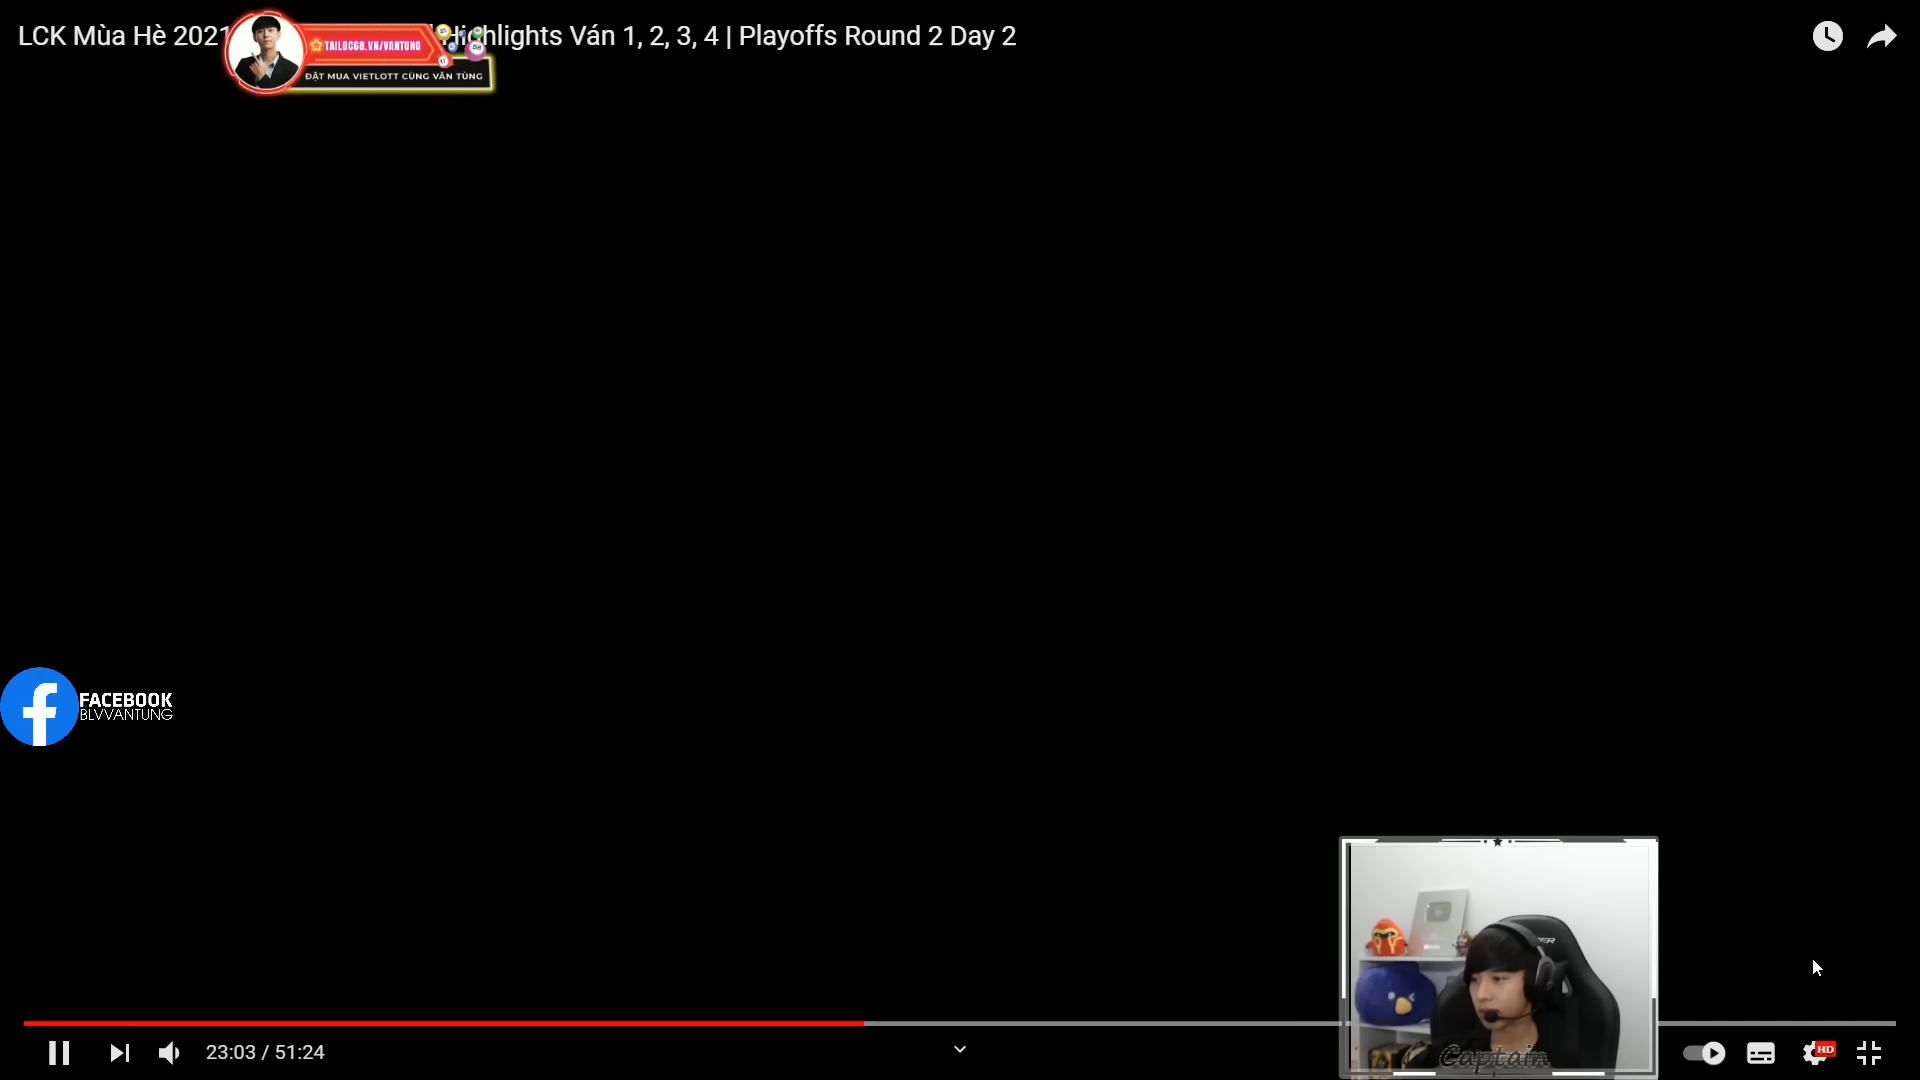 LCK Mùa Hè 2021
Highlights Ván 1, 2, 3, 4 | Playoffs Round 2 Day 2
TAILOC68.VN/VANTUNG
ĐẶT MUA VIETLOTT CÙNG VĂN TÙNG
FACEBOOK
BLVVANTUNG
Captain
23:03 / 51:24
HD